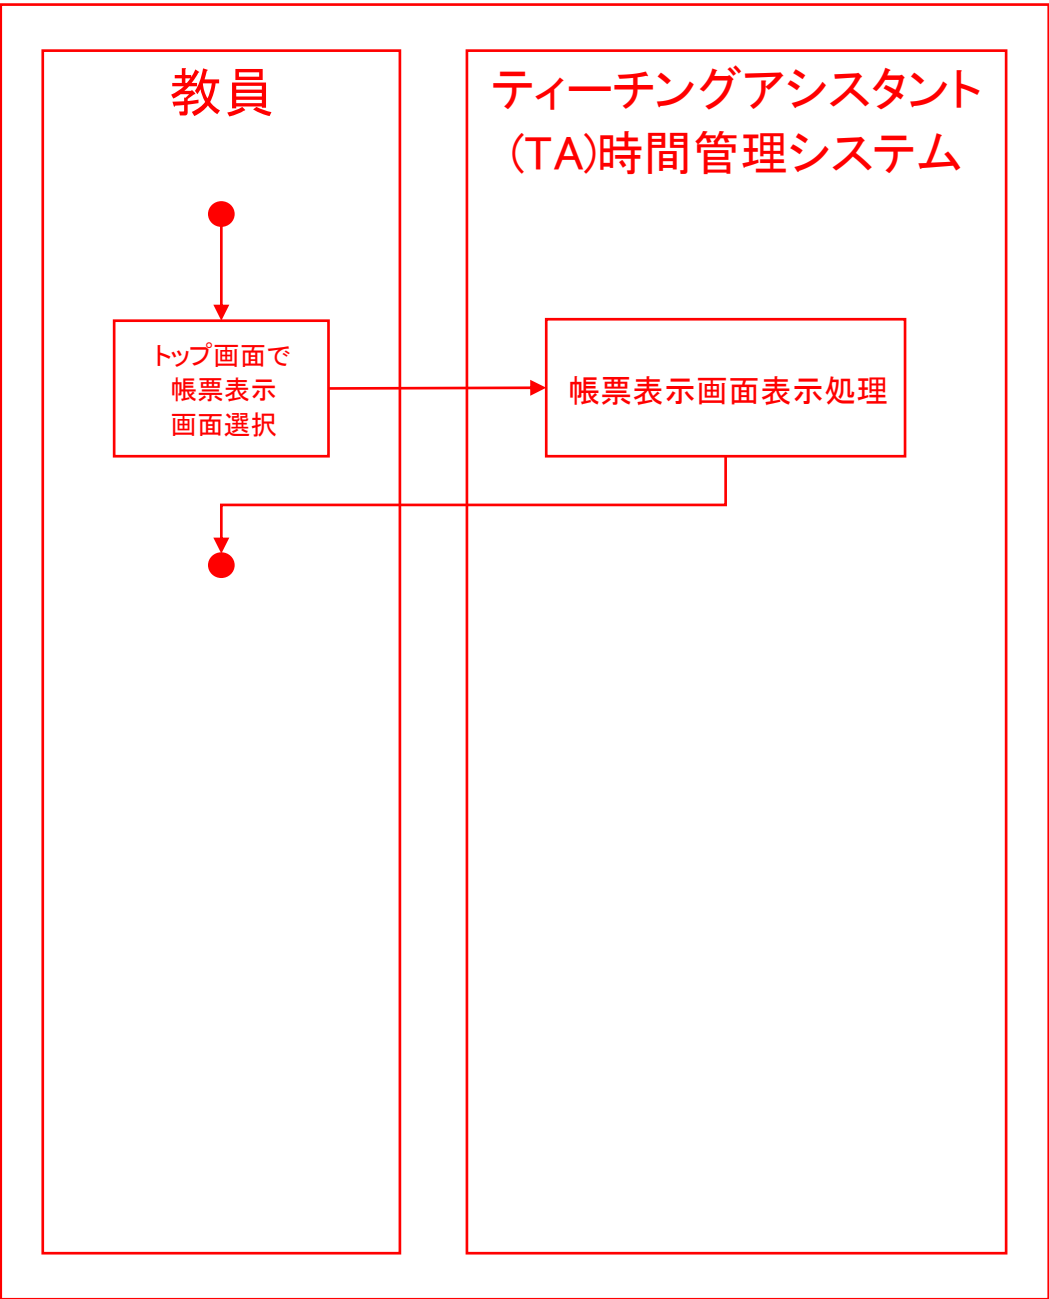 教員
ティーチングアシスタント
(TA)時間管理システム
トップ画面で
帳票表示
画面選択
帳票表示画面表示処理